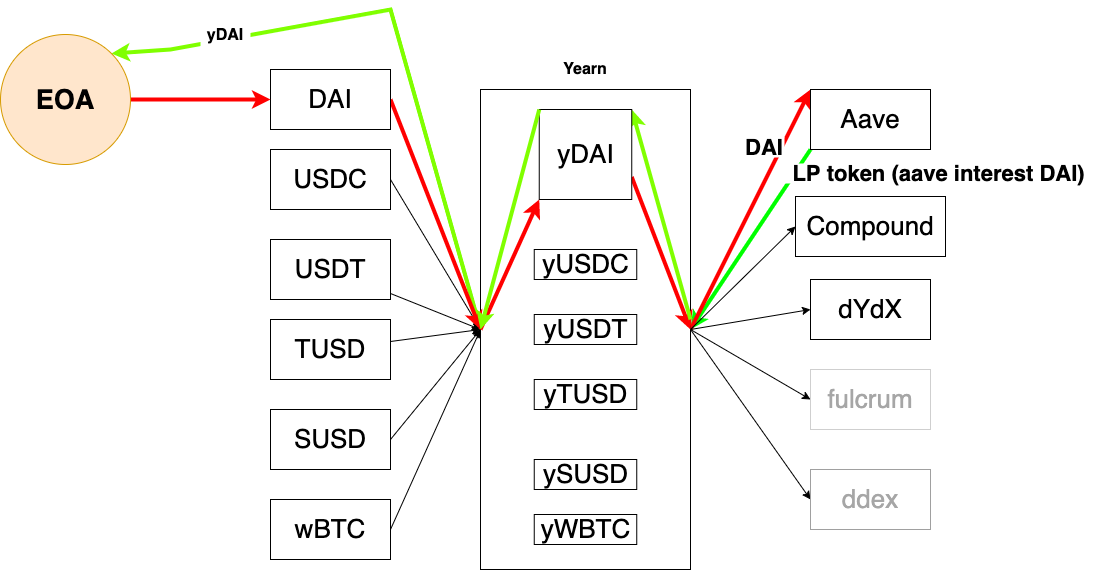 yDAI
EOA
DAI
USDC
USDT
TUSD
SUSD
wBTC
Yearn
yDAI
yUSDC
yUSDT
yTUSD
ySUSD
yWBTC
DAI
Aave
LP token (aave interest DAI)
Compound
dYdX
fulcrum
ddex